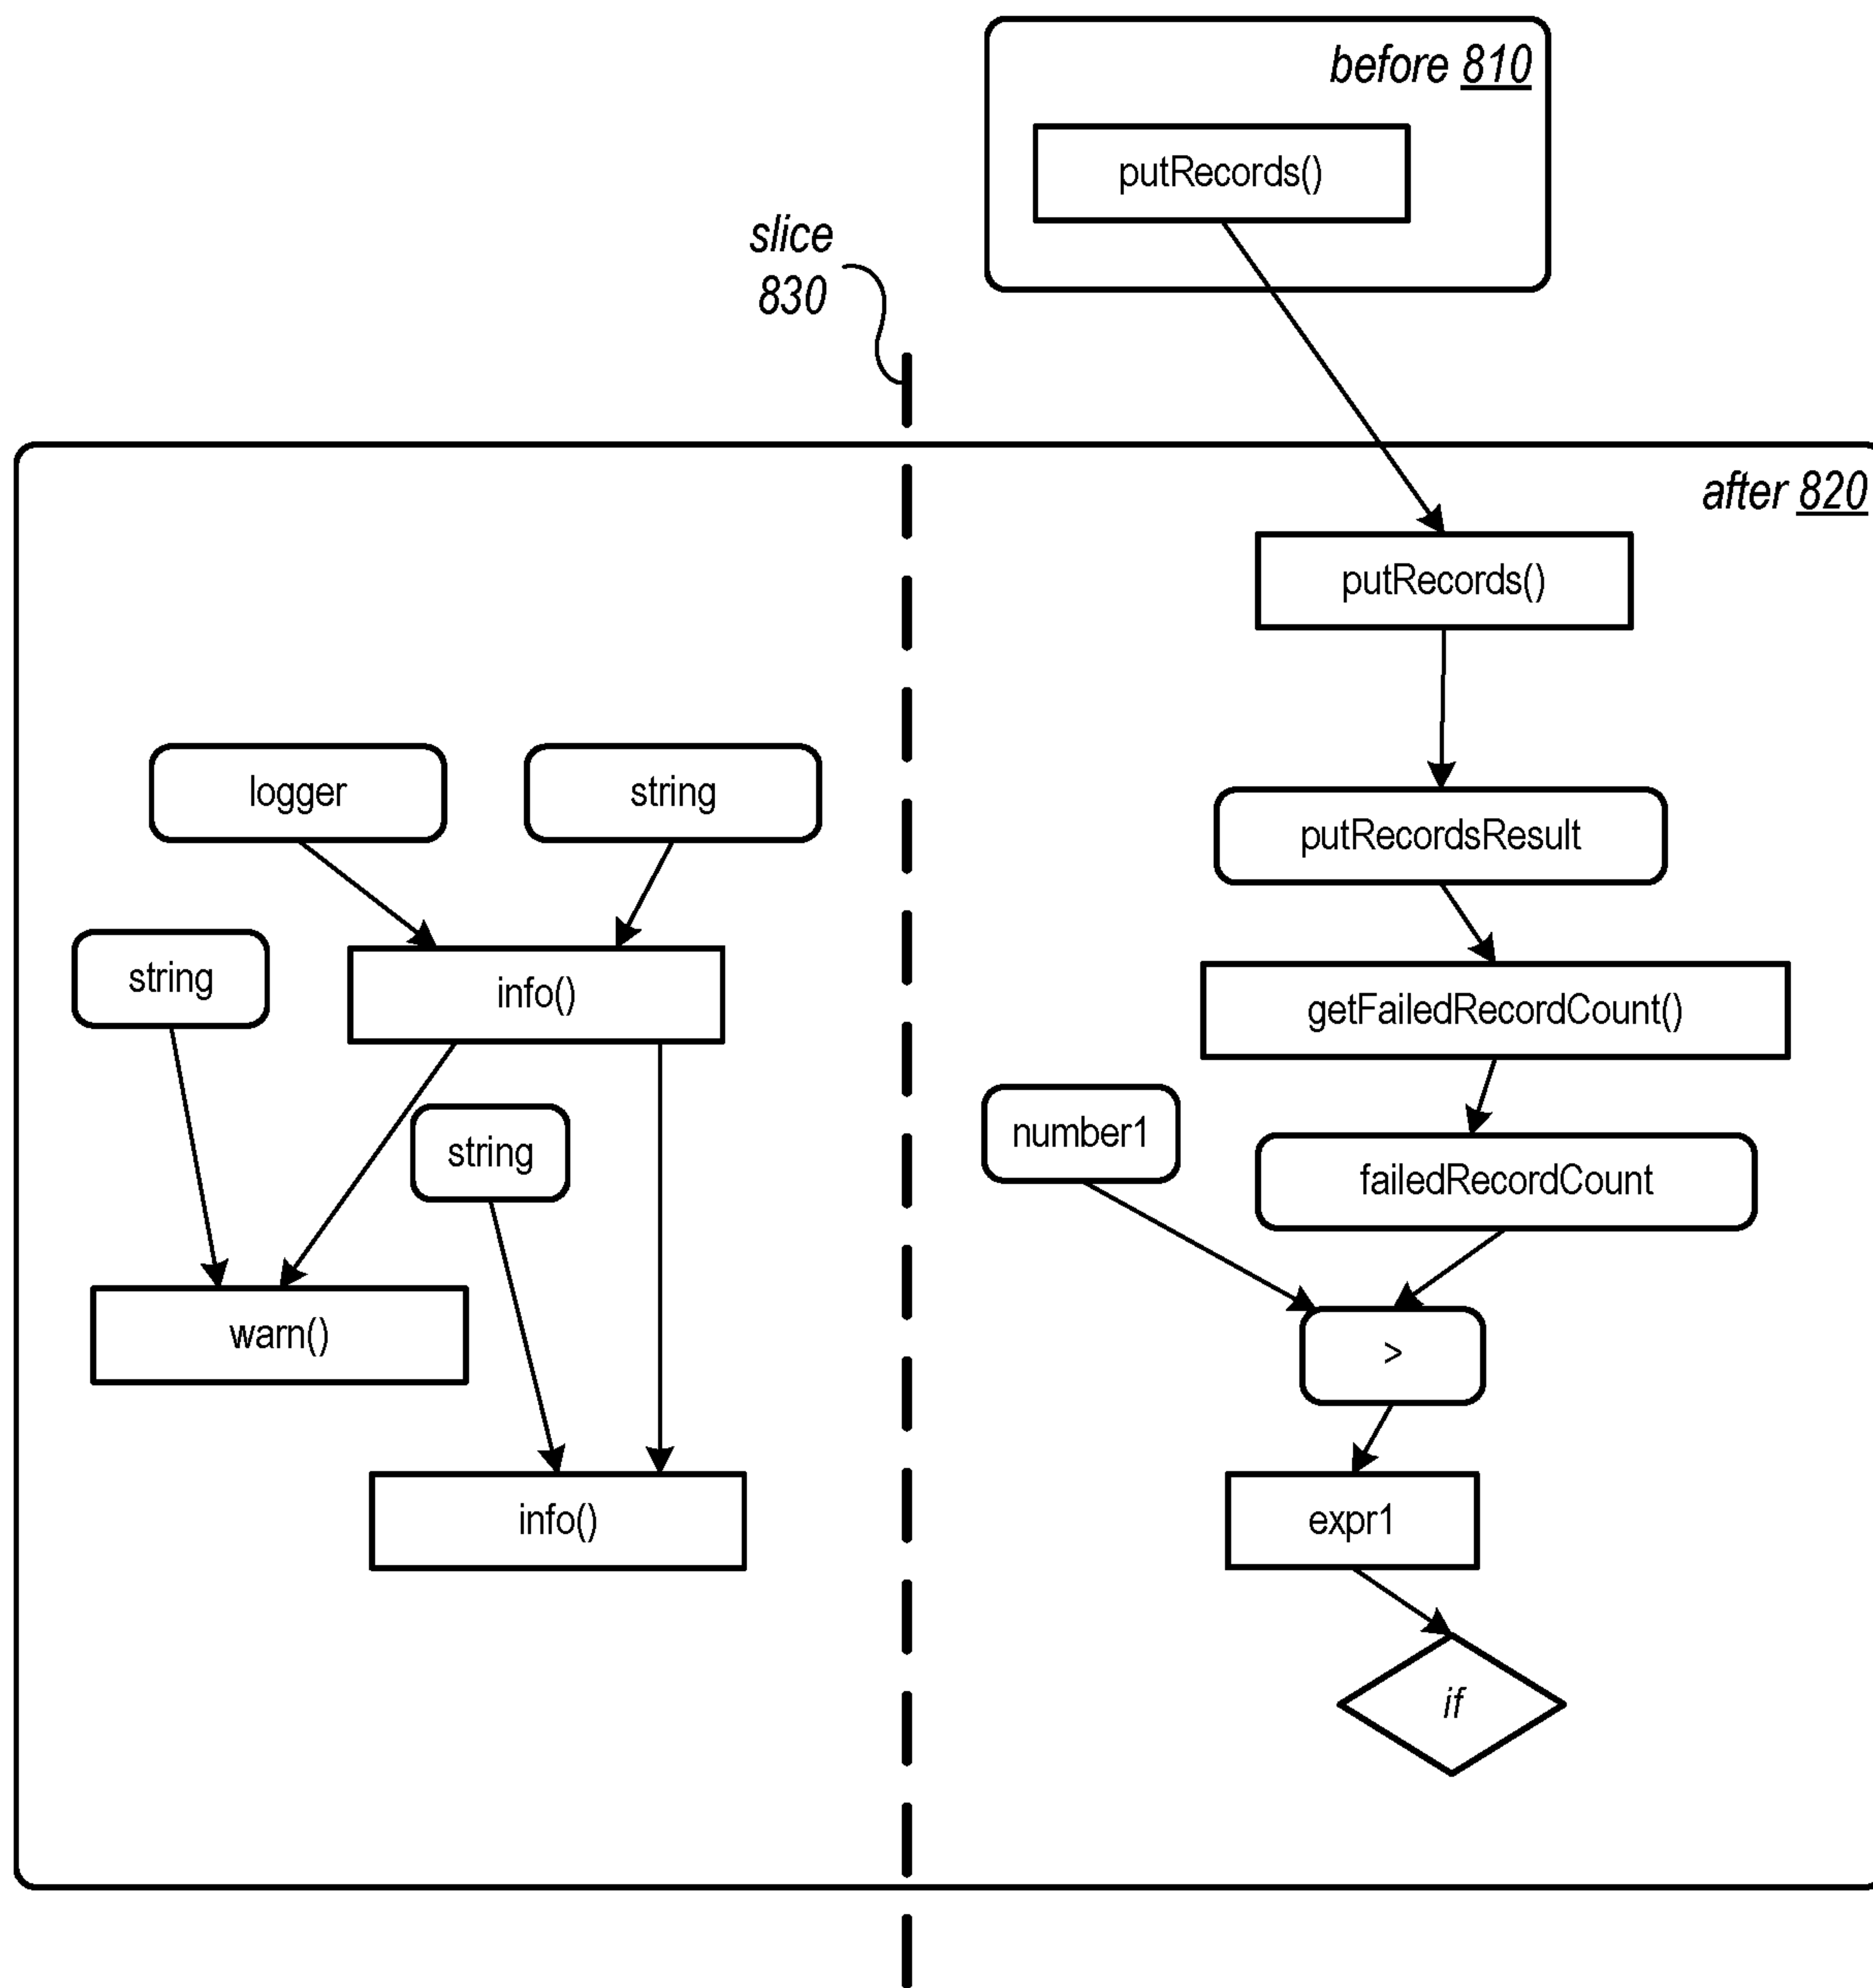 before 810
putRecords()
slice
830
after 820
putRecords()
logger
string
putRecordsResult
string
info()
getFailedRecordCount()
number1
string
failedRecordCount
warn()
>
info()
expr1
if